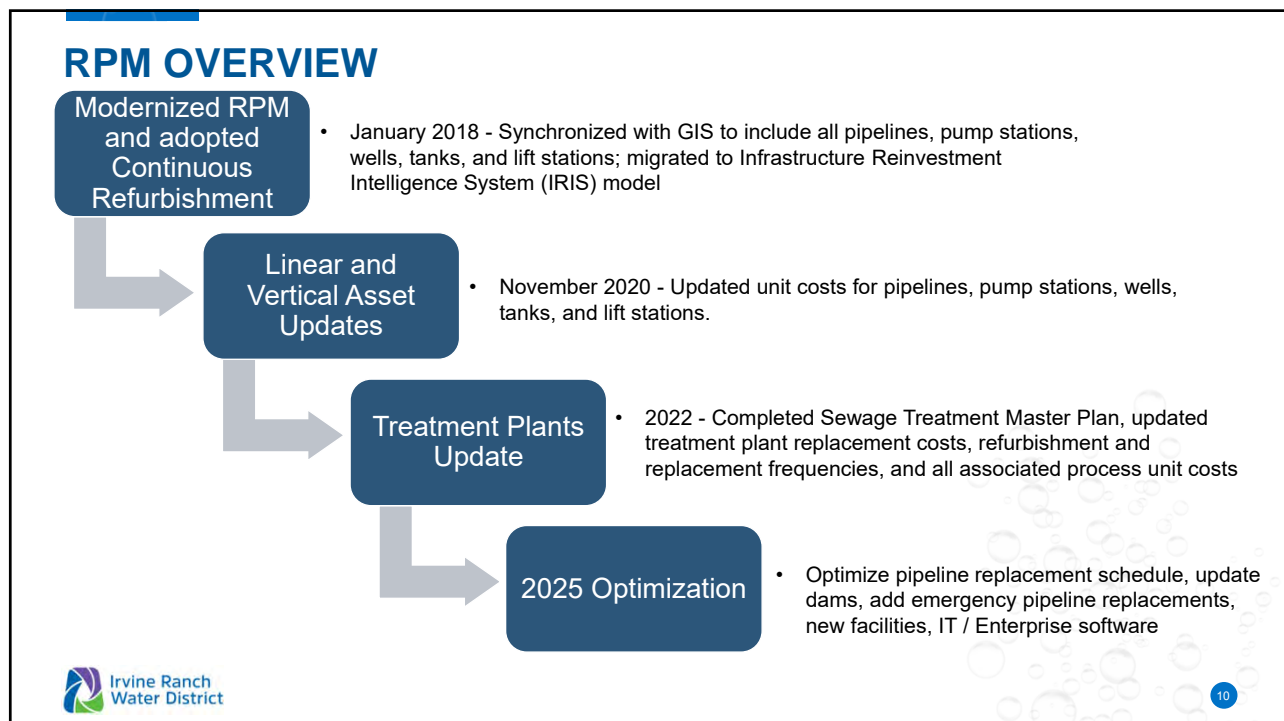 RPM OVERVIEW
Modernized RPM
and adopted
Continuous
Refurbishment
• January 2018 - Synchronized with GIS to include all pipelines, pump stations,
wells, tanks, and lift stations; migrated to Infrastructure Reinvestment
Intelligence System (IRIS) model
Linear and
Vertical Asset
Updates
• November 2020 - Updated unit costs for pipelines, pump stations, wells,
tanks, and lift stations.
Treatment Plants
Update
• 2022 - Completed Sewage Treatment Master Plan, updated
treatment plant replacement costs, refurbishment and
replacement frequencies, and all associated process unit costs
2025 Optimization
• Optimize pipeline replacement schedule, update
dams, add emergency pipeline replacements,
new facilities, IT / Enterprise software
Irvine Ranch
Water District
10